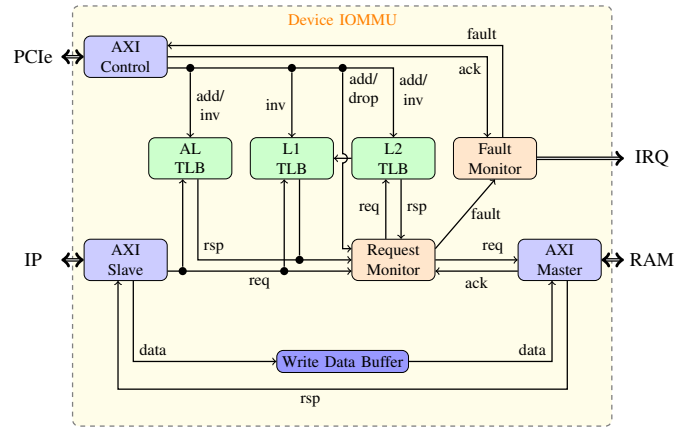 Device IOMMU
fault
PCIe
AXI
Control
ack
add/
inv
inv
add/
drop
add/
inv
AL
TLB
L1
TLB
L2
TLB
Fault
Monitor
IRQ
req
rsp
fault
rsp
IP
AXI
Slave
req
Request
Monitor
req
ack
AXI
Master
RAM
data
Write Data Buffer
data
rsp